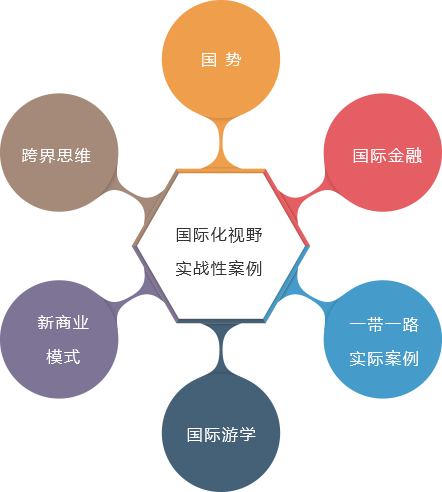 国 势
跨界思维
国际金融
国际化视野
实战性案例
新商业
模式
一带一路
实际案例
国际游学